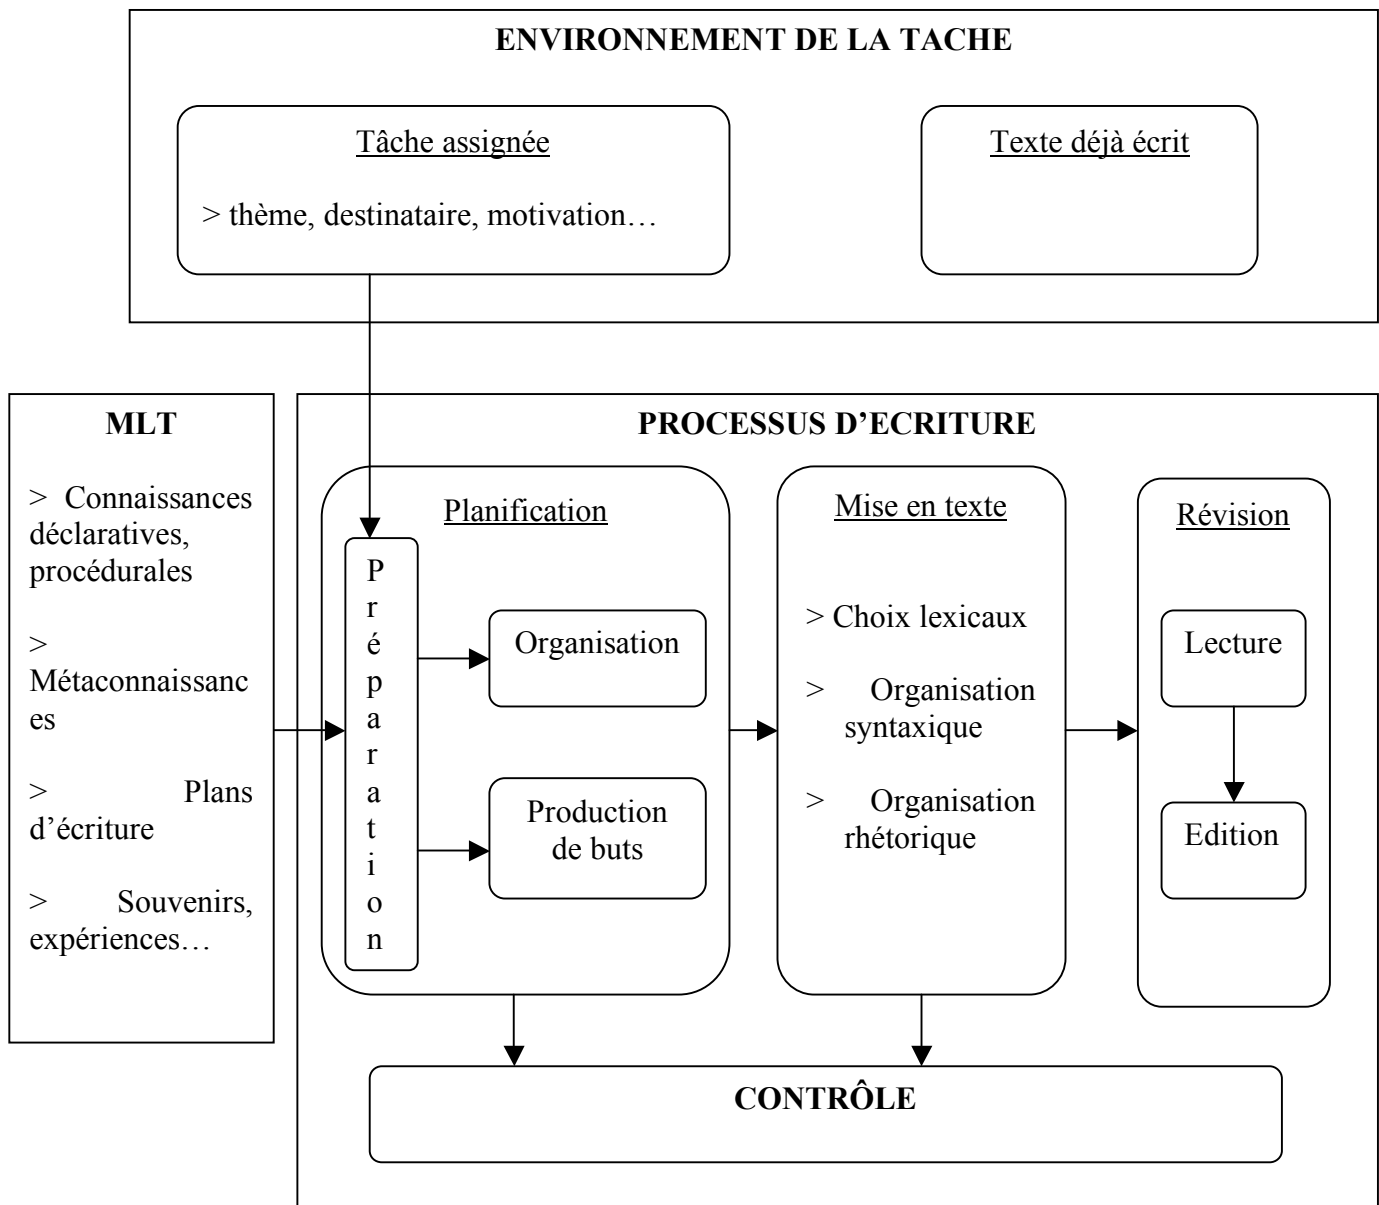 ENVIRONNEMENT DE LA TACHE
Tâche assignée
> thème, destinataire, motivation…
Texte déjà écrit
MLT
> Connaissances
déclaratives,
procédurales
>
Métaconnaissanc
es
> Plans
d’écriture
> Souvenirs,
expériences…
PROCESSUS D’ECRITURE
Planification
P
r
é
p
a
r
a
t
i
o
n
Organisation
Production
de buts
Mise en texte
> Choix lexicaux
> Organisation
syntaxique
> Organisation
rhétorique
Révision
Lecture
Edition
CONTRÔLE